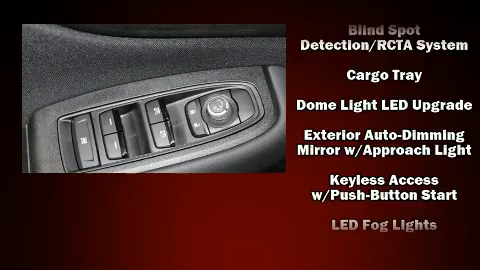 Blind Spot
Detection/RCTA System
Cargo Tray
Dome Light LED Upgrade
Exterior Auto-Dimming
Mirror w/Approach Light
Keyless Access
w/Push-Button Start
LED Fog Lights